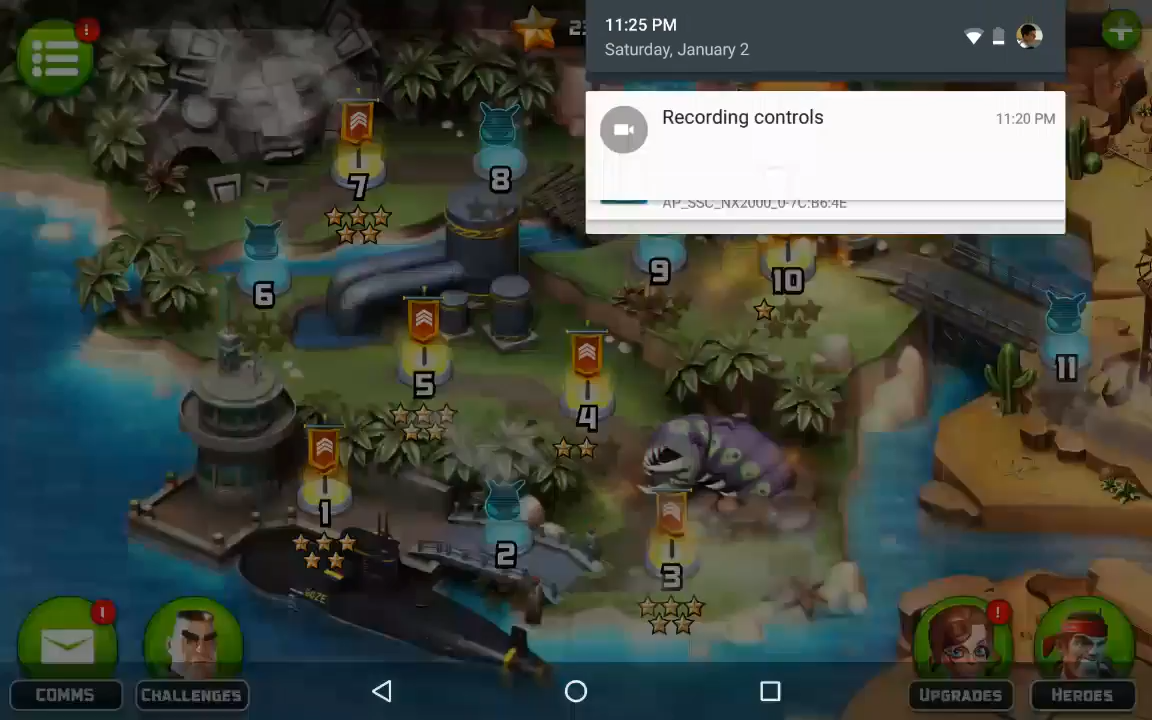 11:25 PM
Saturday, January 2
Recording controls
11:20 PM
AP_SSC_NX2000_0-7C:B6:4E
7
8
6
9
10
11
5
4
1
2
3
GOZE
COMMS
CHALLENGES
UPGRADES
HEROES